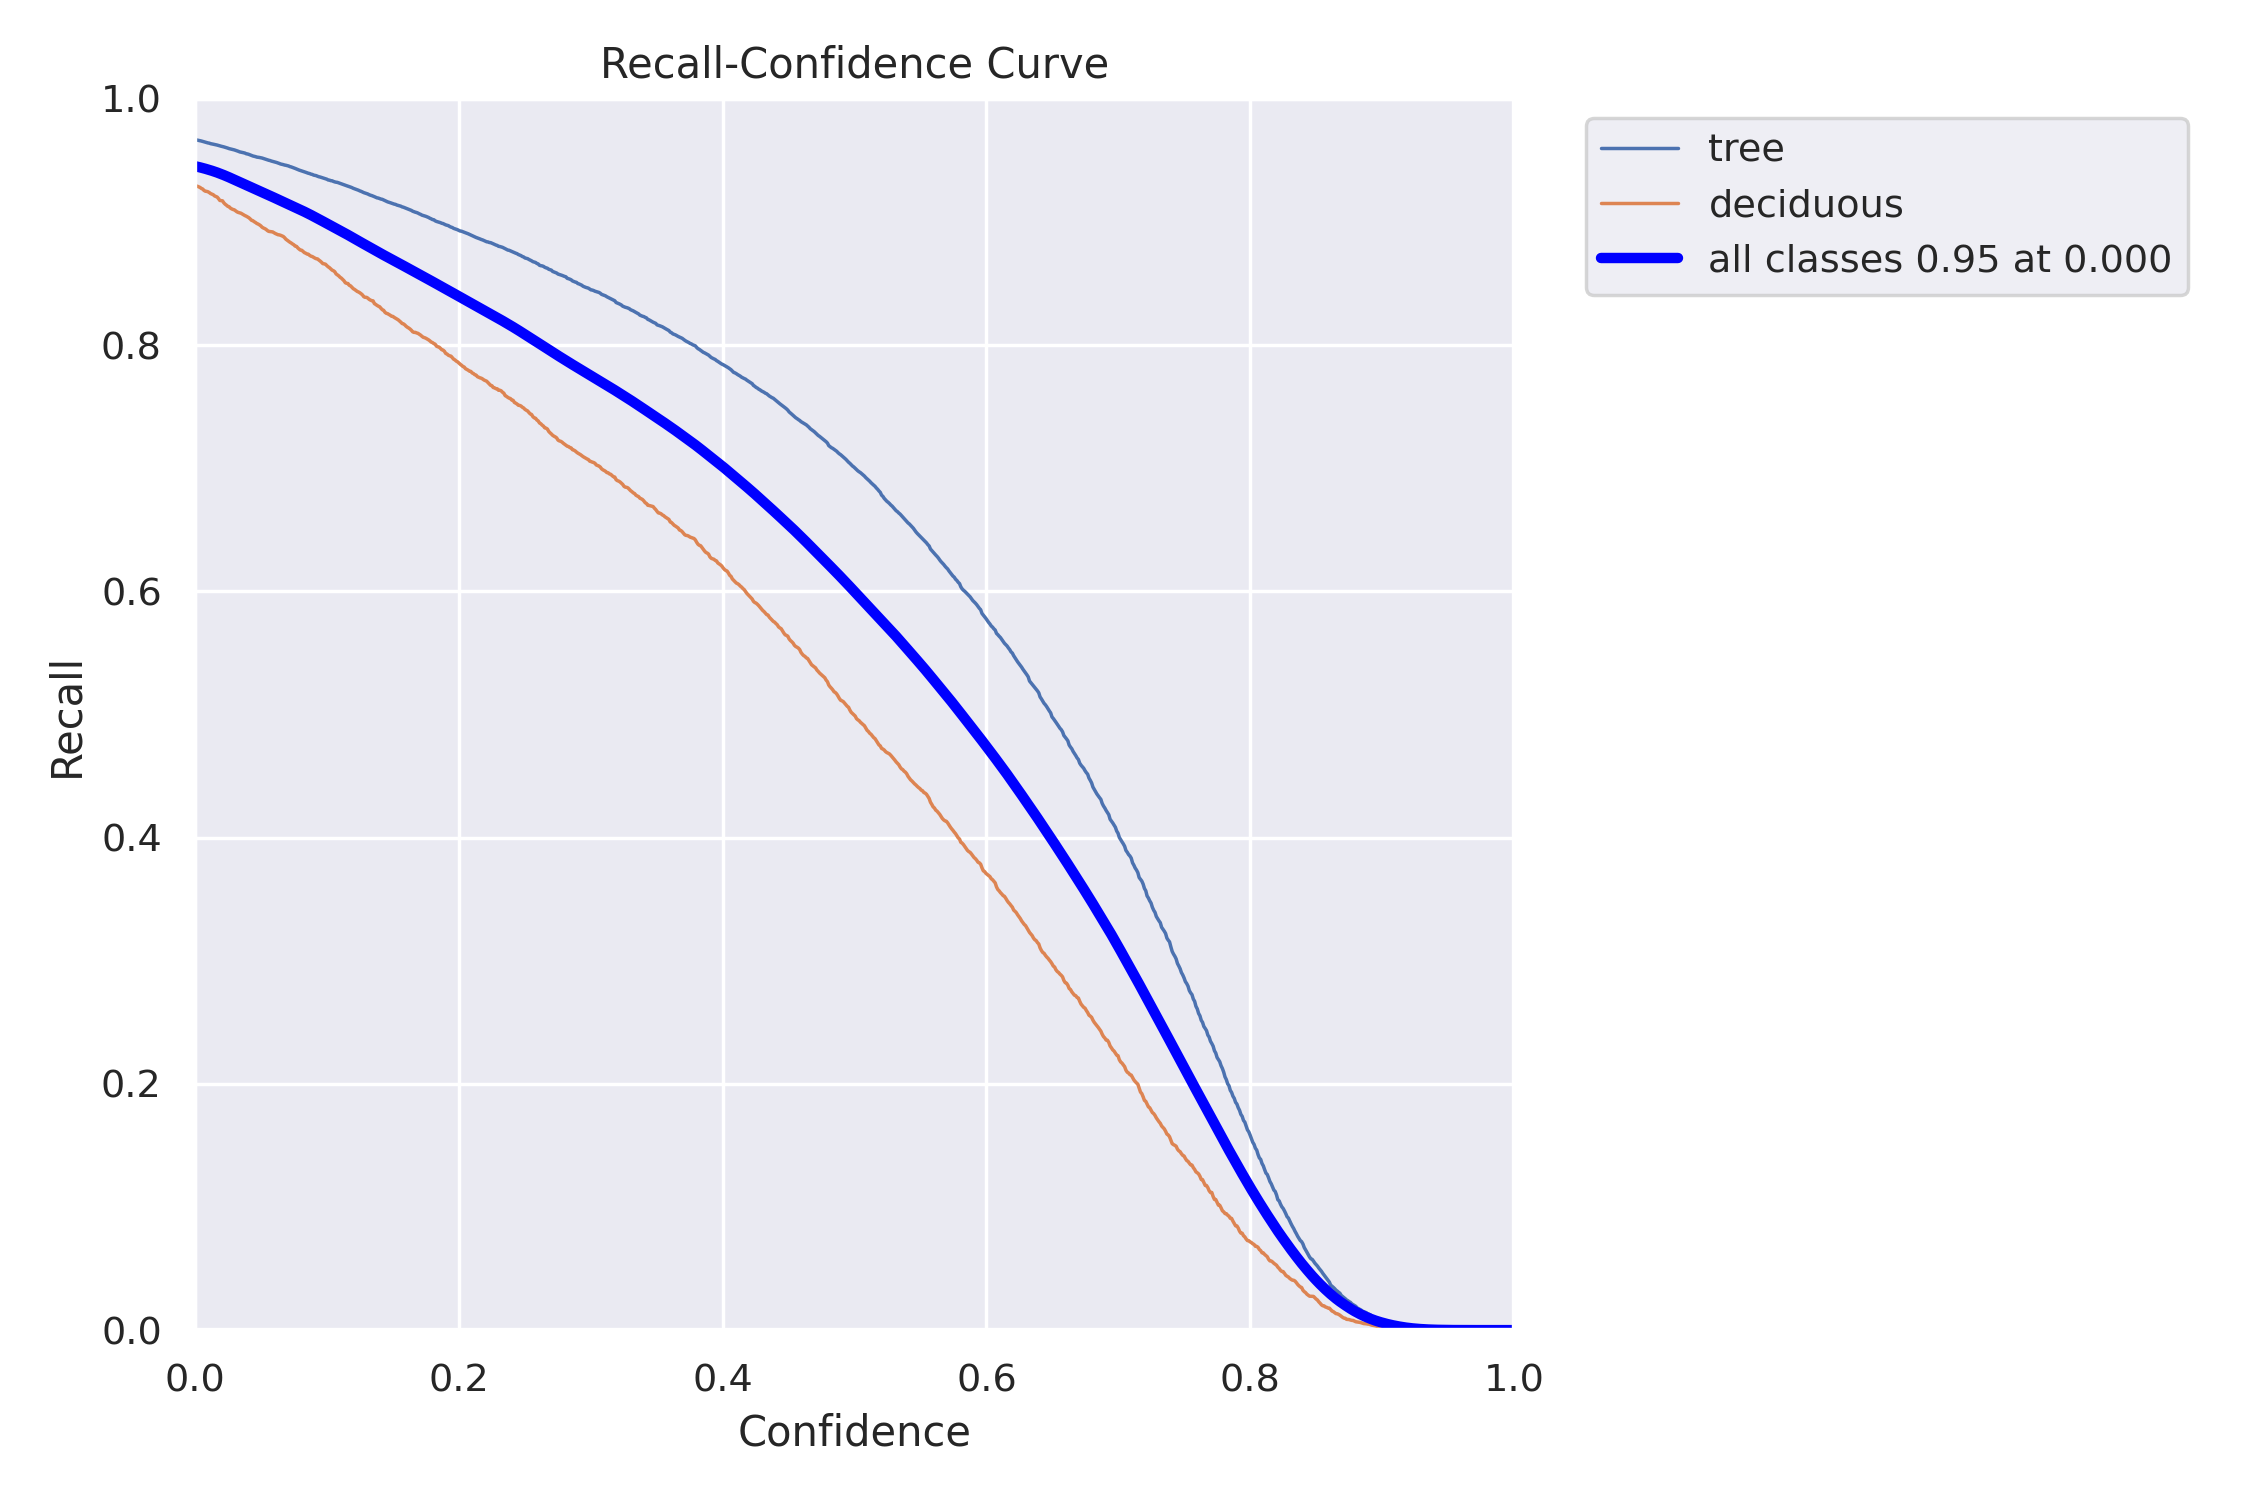 Recall-Confidence Curve
1.0
0.8
0.6
0.4
0.2
0.0
Recall
0.0 0.2 0.4 0.6 0.8 1.0
Confidence
tree
deciduous
all classes 0.95 at 0.000